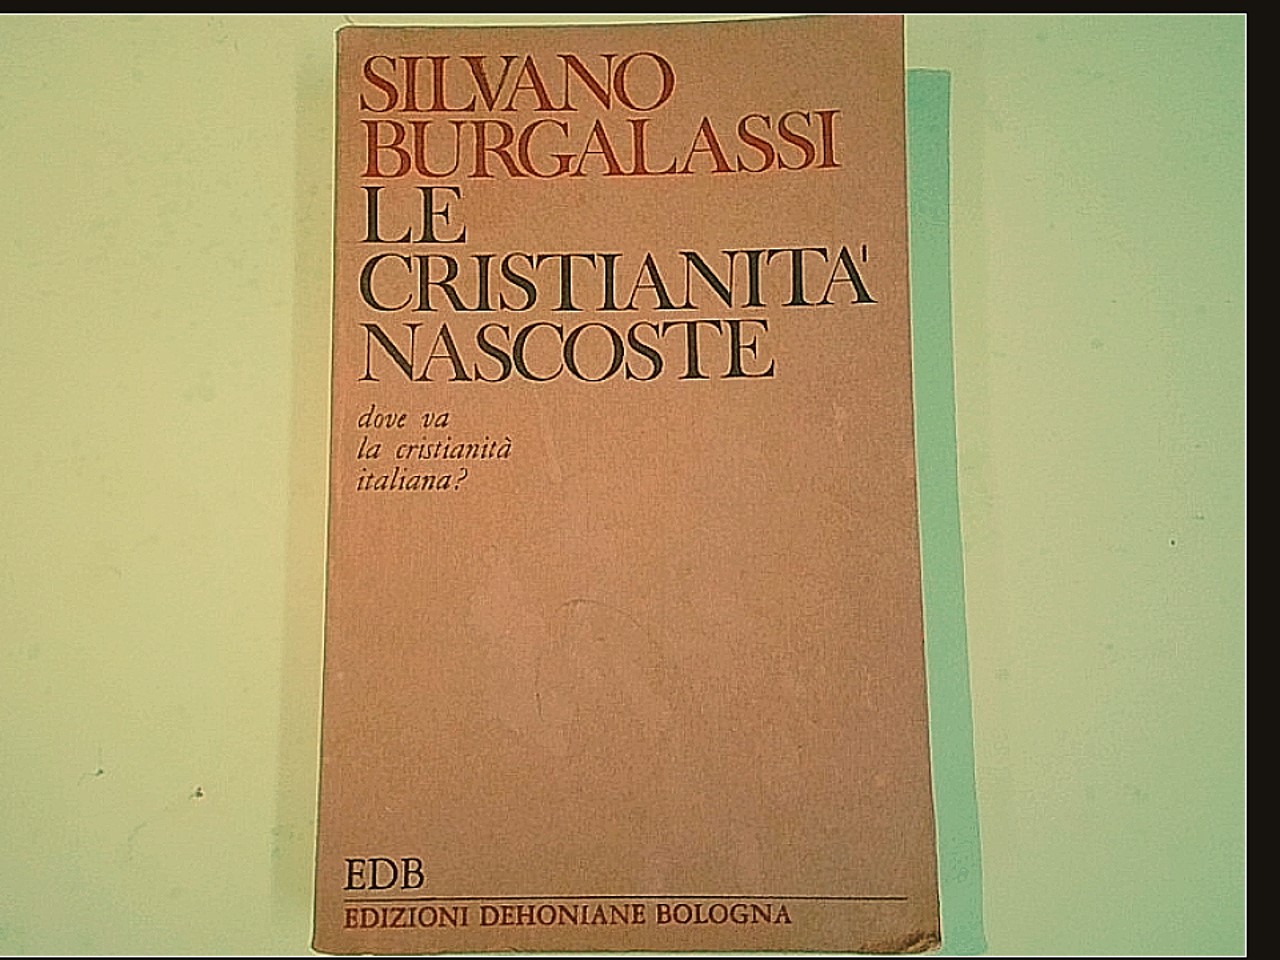 SILVANO
BURGALASSI
LE
CRISTIANITA'
NASCOSTE
dove va
la cristianità
italiana?
EDB
EDIZIONI DEHONIANE BOLOGNA